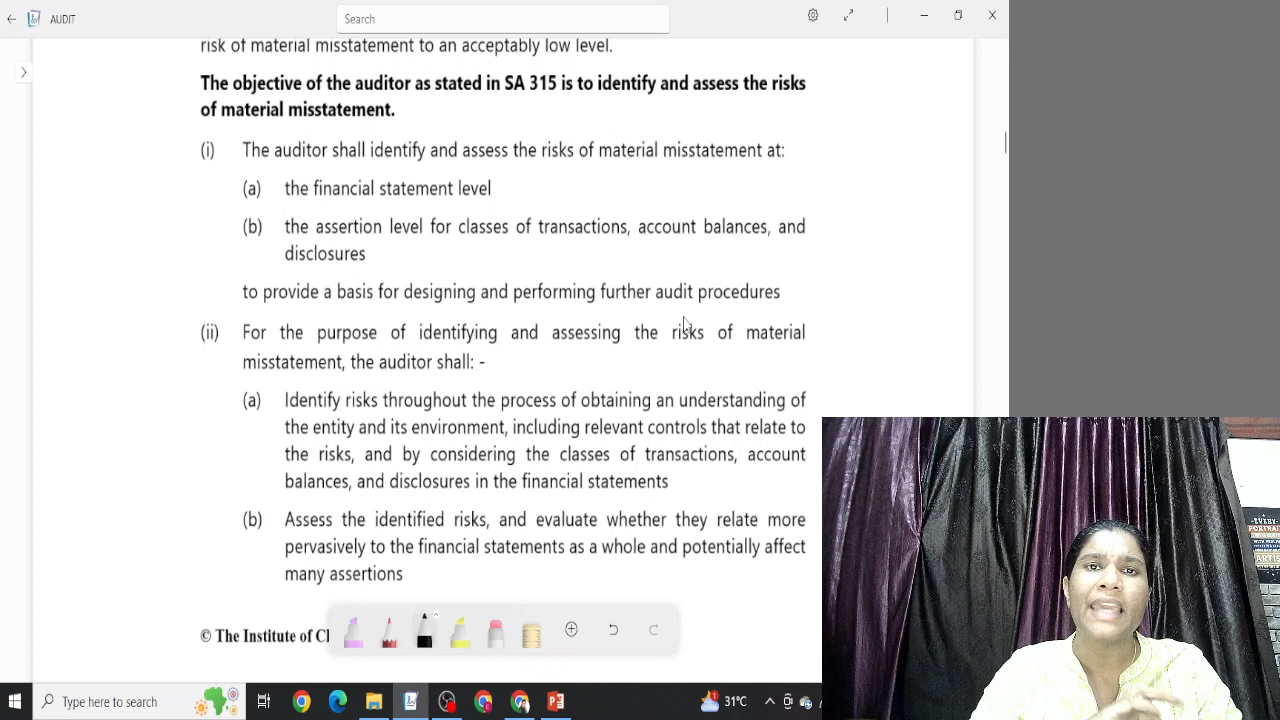 AUDIT
Search
risk of material misstatement to an acceptably low level.
The objective of the auditor as stated in SA 315 is to identify and assess the risks
of material misstatement.
(i) The auditor shall identify and assess the risks of material misstatement at:
(a) the financial statement level
(b) the assertion level for classes of transactions, account balances, and
disclosures
to provide a basis for designing and performing further audit procedures
(ii) For the purpose of identifying and assessing the risks of material
misstatement, the auditor shall: -
(a) Identify risks throughout the process of obtaining an understanding of
the entity and its environment, including relevant controls that relate to
the risks, and by considering the classes of transactions, account
balances, and disclosures in the financial statements
(b) Assess the identified risks, and evaluate whether they relate more
pervasively to the financial statements as a whole and potentially affect
many assertions
© The Institute of
EVERY
PORTRAIT
ARTIS
Type here to search
1
31°C